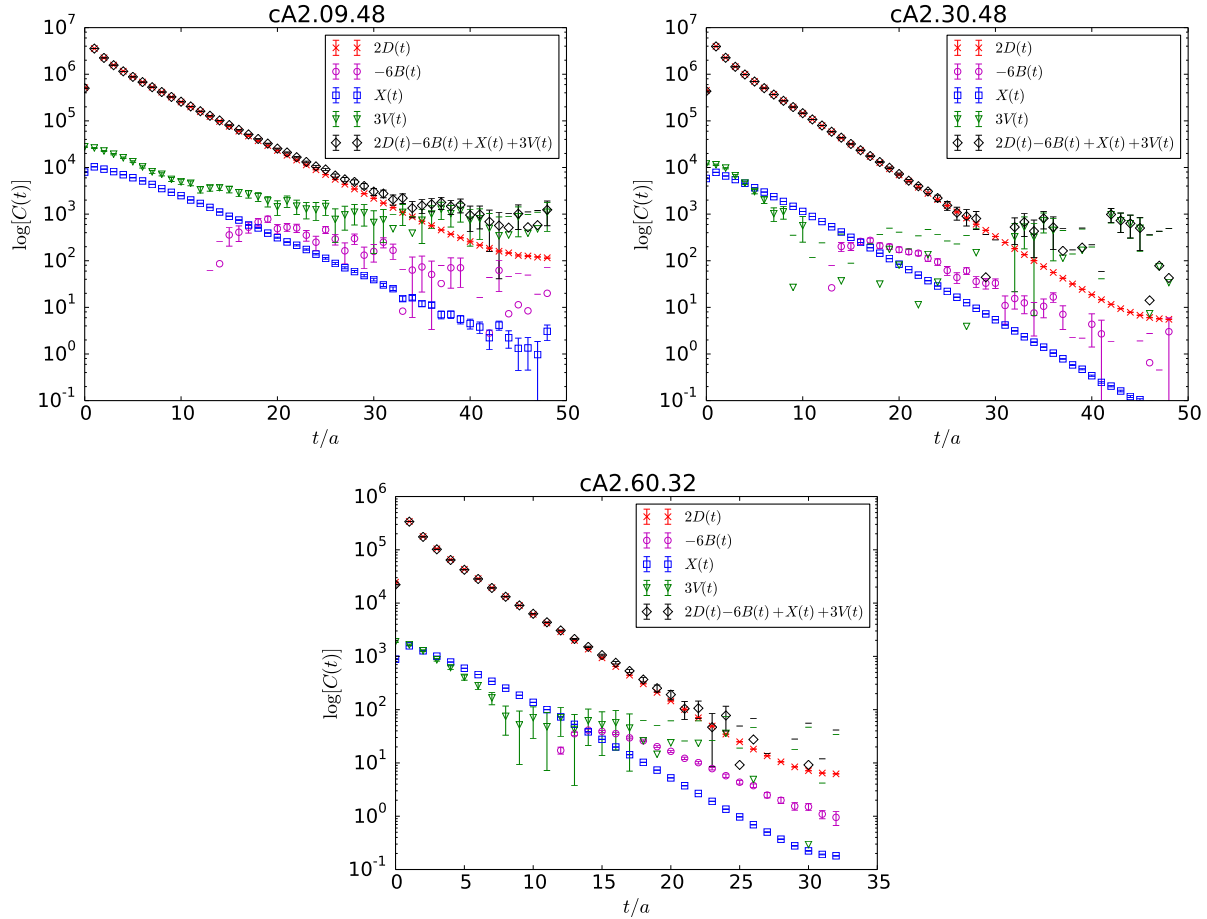 cA2.09.48
log[C(t)]
10^7
10^6
10^5
10^4
10^3
10^2
10^1
10^0
10^-1
2D(t)
−6B(t)
X(t)
3V(t)
2D(t)−6B(t)+X(t)+3V(t)
0 10 20 30 40 50
t/a
cA2.30.48
log[C(t)]
10^7
10^6
10^5
10^4
10^3
10^2
10^1
10^0
10^-1
2D(t)
−6B(t)
X(t)
3V(t)
2D(t)−6B(t)+X(t)+3V(t)
0 10 20 30 40 50
t/a
cA2.60.32
log[C(t)]
10^6
10^5
10^4
10^3
10^2
10^1
10^0
10^-1
2D(t)
−6B(t)
X(t)
3V(t)
2D(t)−6B(t)+X(t)+3V(t)
0 5 10 15 20 25 30 35
t/a